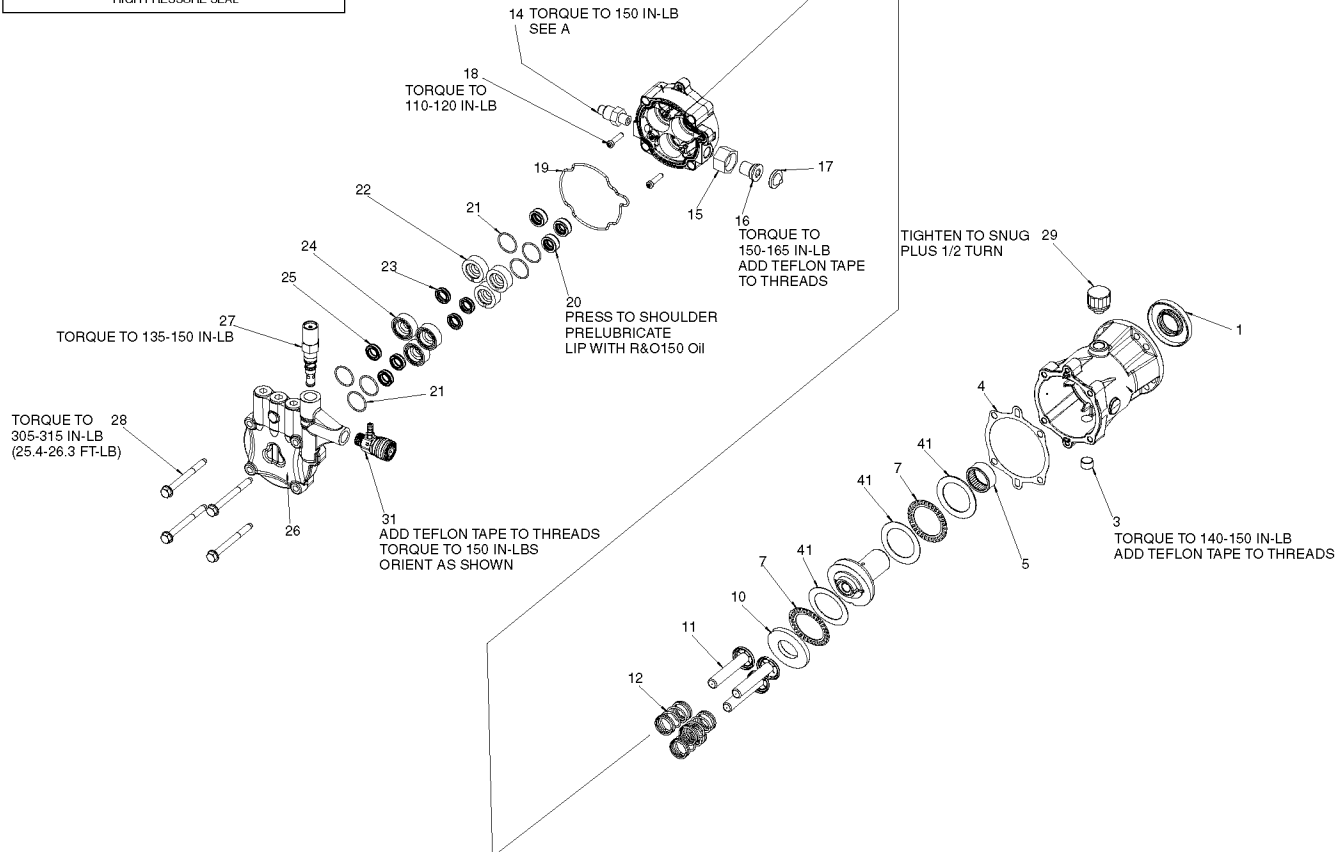 HIGH PRESSURE SEAL
14 TORQUE TO 150 IN-LB
SEE A
18
TORQUE TO
110-120 IN-LB
19
17
15
16
TORQUE TO
150-165 IN-LB
ADD TEFLON TAPE
TO THREADS
22
21
24
23
25
20
PRESS TO SHOULDER
PRELUBRICATE
LIP WITH R&O150 Oil
27
TORQUE TO 135-150 IN-LB
21
TORQUE TO 28
305-315 IN-LB
(25.4-26.3 FT-LB)
26
31
ADD TEFLON TAPE TO THREADS
TORQUE TO 150 IN-LBS
ORIENT AS SHOWN
TIGHTEN TO SNUG 29
PLUS 1/2 TURN
1
4
41
7
41
3
TORQUE TO 140-150 IN-LB
ADD TEFLON TAPE TO THREADS
5
41
7
10
11
12